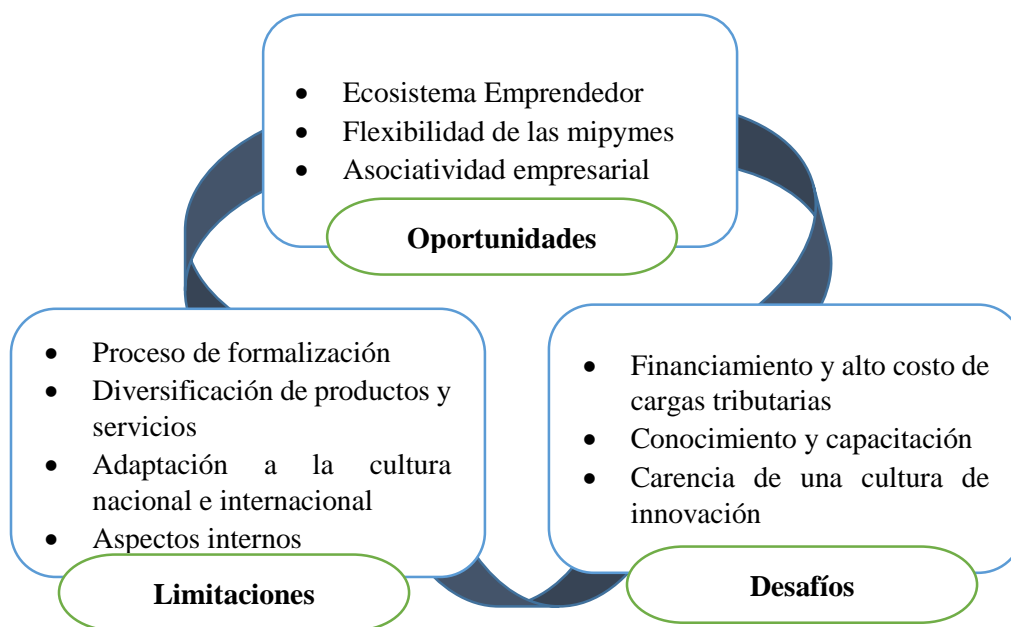 • Ecosistema Emprendedor
• Flexibilidad de las mipymes
• Asociatividad empresarial
Oportunidades
• Proceso de formalización
• Diversificación de productos y
servicios
• Adaptación a la cultura
nacional e internacional
• Aspectos internos
Limitaciones
• Financiamiento y alto costo de
cargas tributarias
• Conocimiento y capacitación
• Carencia de una cultura de
innovación
Desafíos